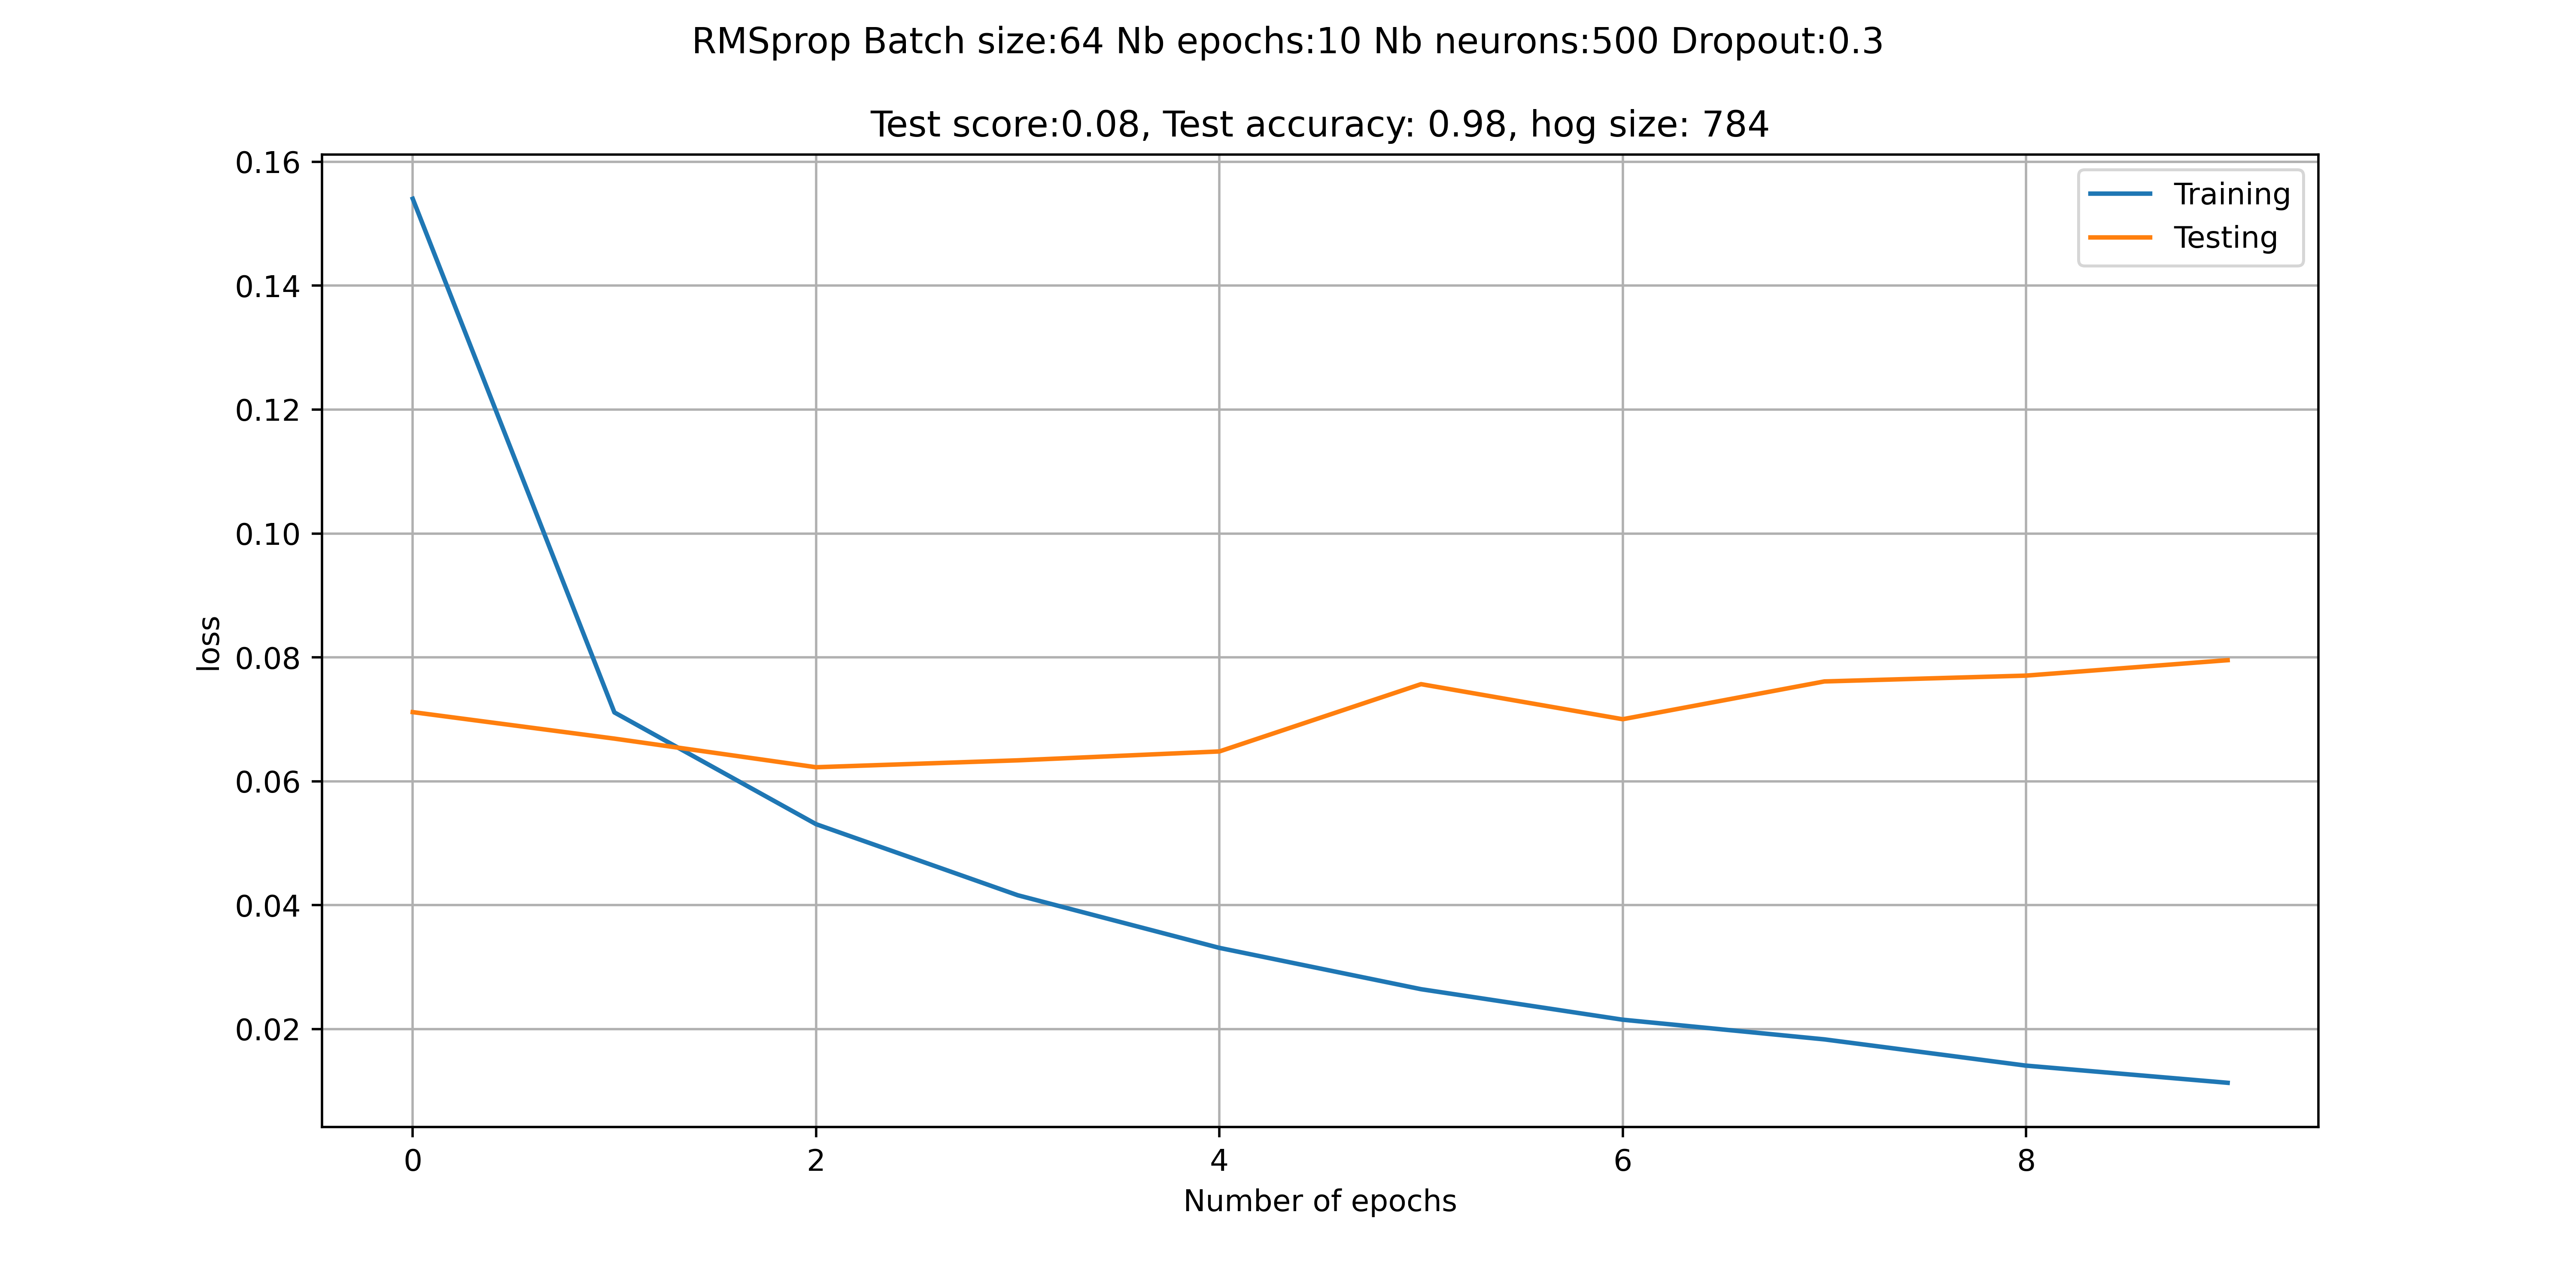 RMSprop Batch size:64 Nb epochs:10 Nb neurons:500 Dropout:0.3
Test score:0.08, Test accuracy: 0.98, hog size: 784
0.16
0.14
0.12
0.10
0.08
0.06
0.04
0.02
loss
Training
Testing
0 2 4 6 8
Number of epochs